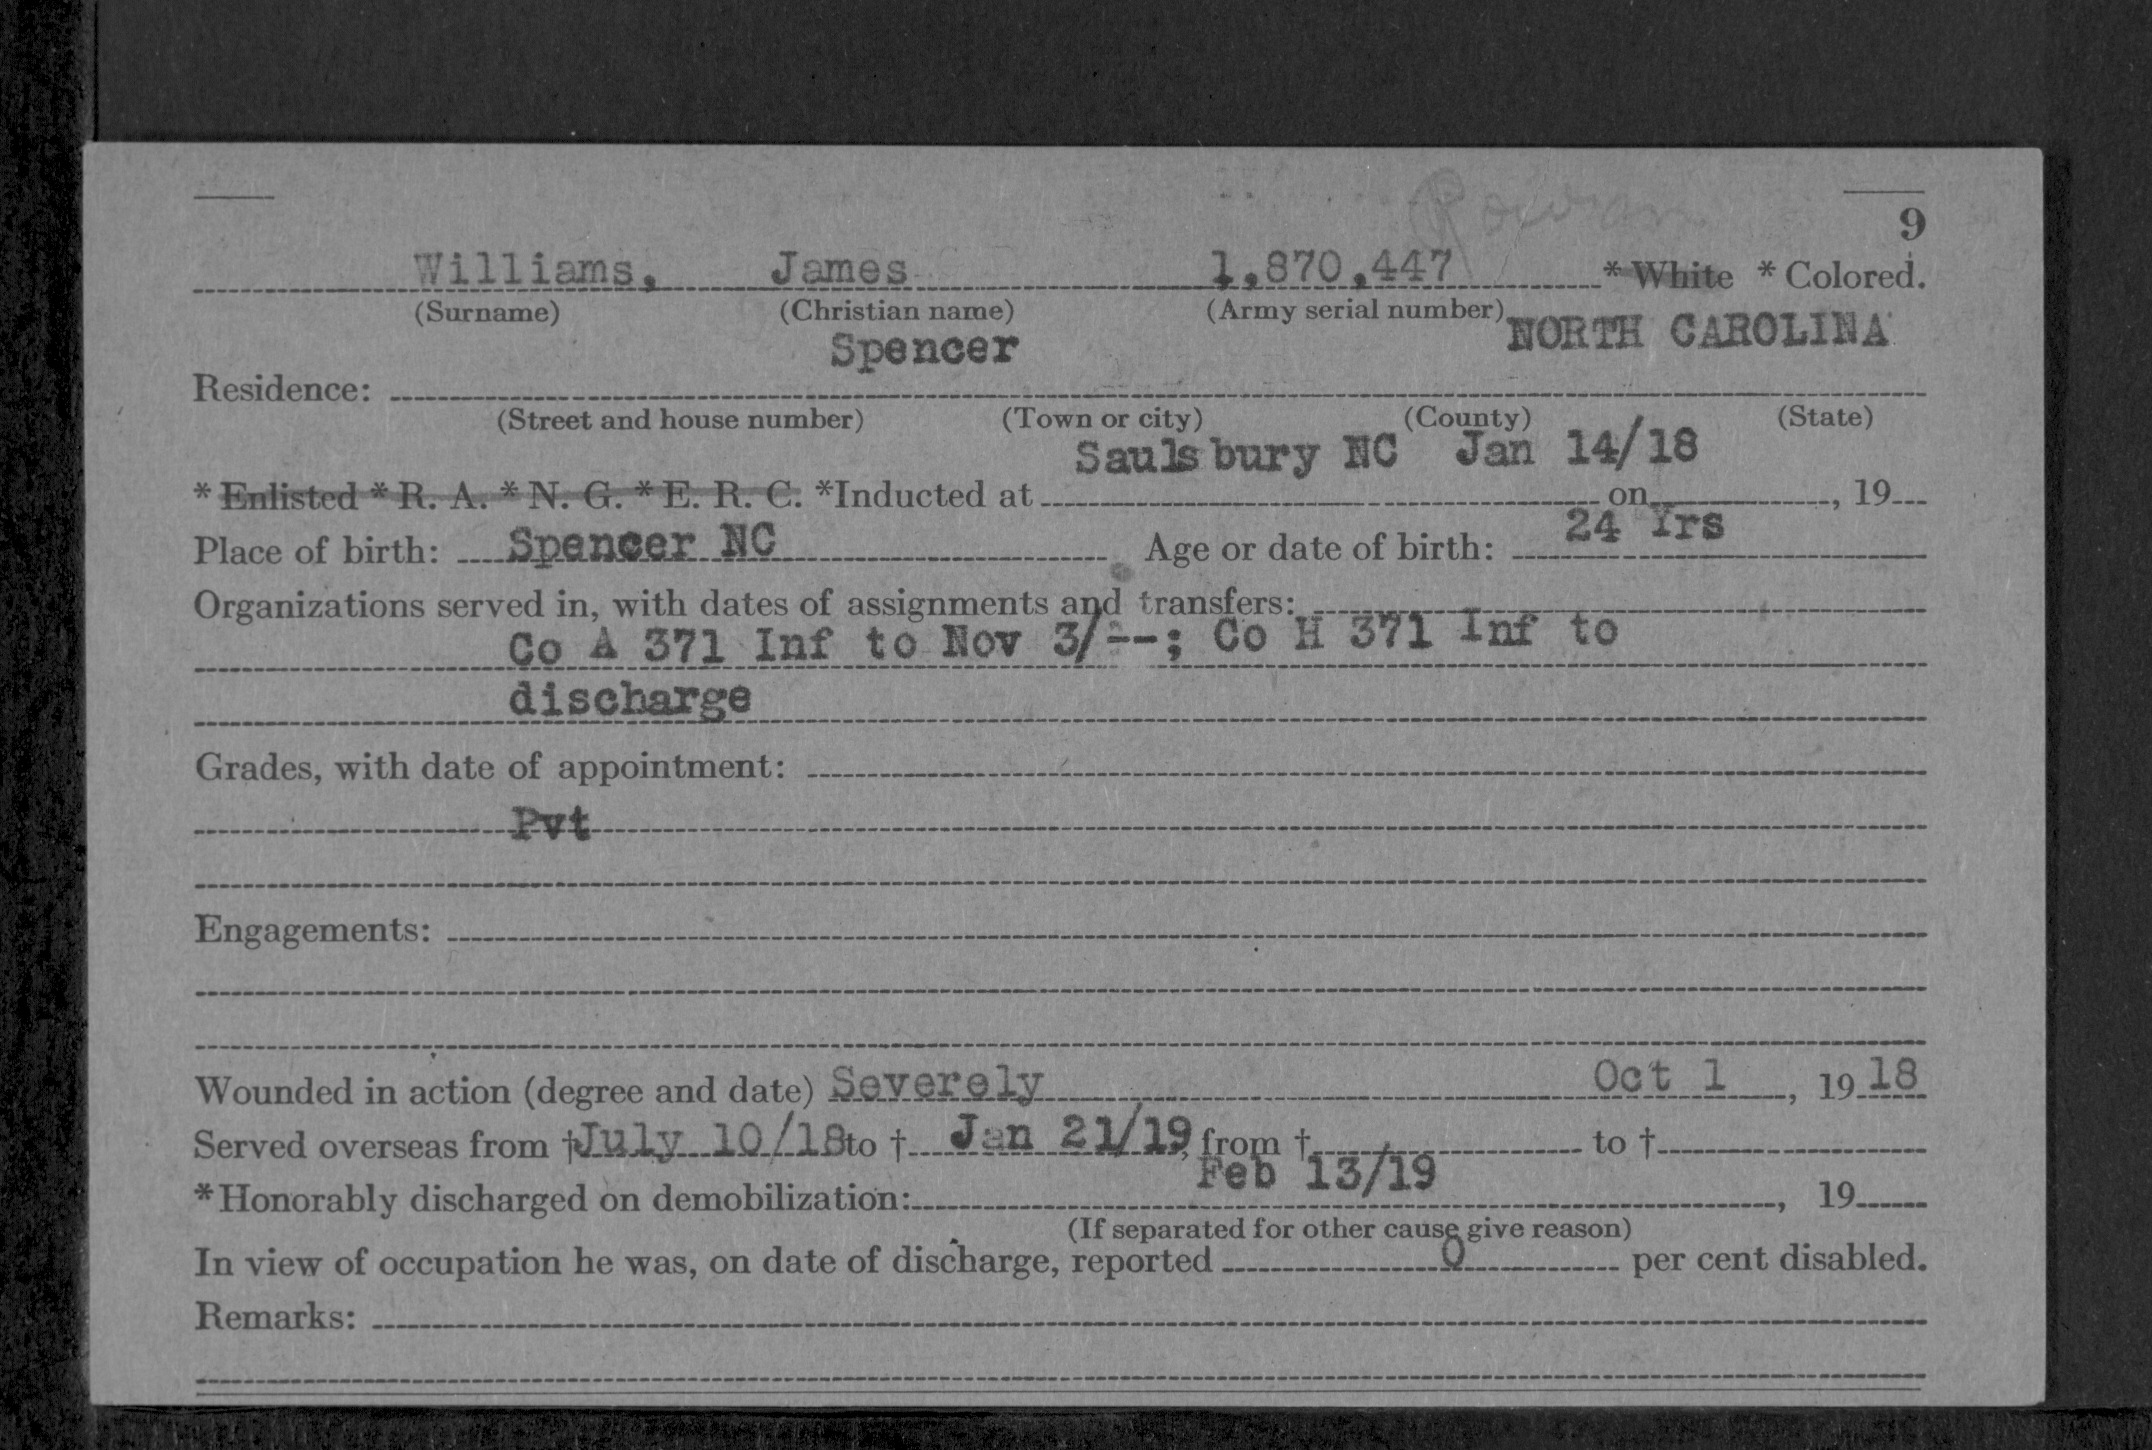 Rowan
9
Williams, James 1,870,447 * White * Colored.
(Surname) (Christian name) (Army serial number)
Spencer NORTH CAROLINA
Residence:
(Street and house number) (Town or city) (County) (State)
Saulsbury NC Jan 14/18
* Enlisted * R. A. * N. G. * E. R. C. *Inducted at on , 19
Place of birth: Spencer NC Age or date of birth: 24 Yrs
Organizations served in, with dates of assignments and transfers:
Co A 371 Inf to Nov 3/--; Co H 371 Inf to
discharge
Grades, with date of appointment:
Pvt
Engagements:
Wounded in action (degree and date) Severely Oct 1 , 19 18
Served overseas from †July 10/18 to † Jan 21/19, from † to †
Feb 13/19
*Honorably discharged on demobilization: , 19
(If separated for other cause give reason)
In view of occupation he was, on date of discharge, reported 0 per cent disabled.
Remarks: